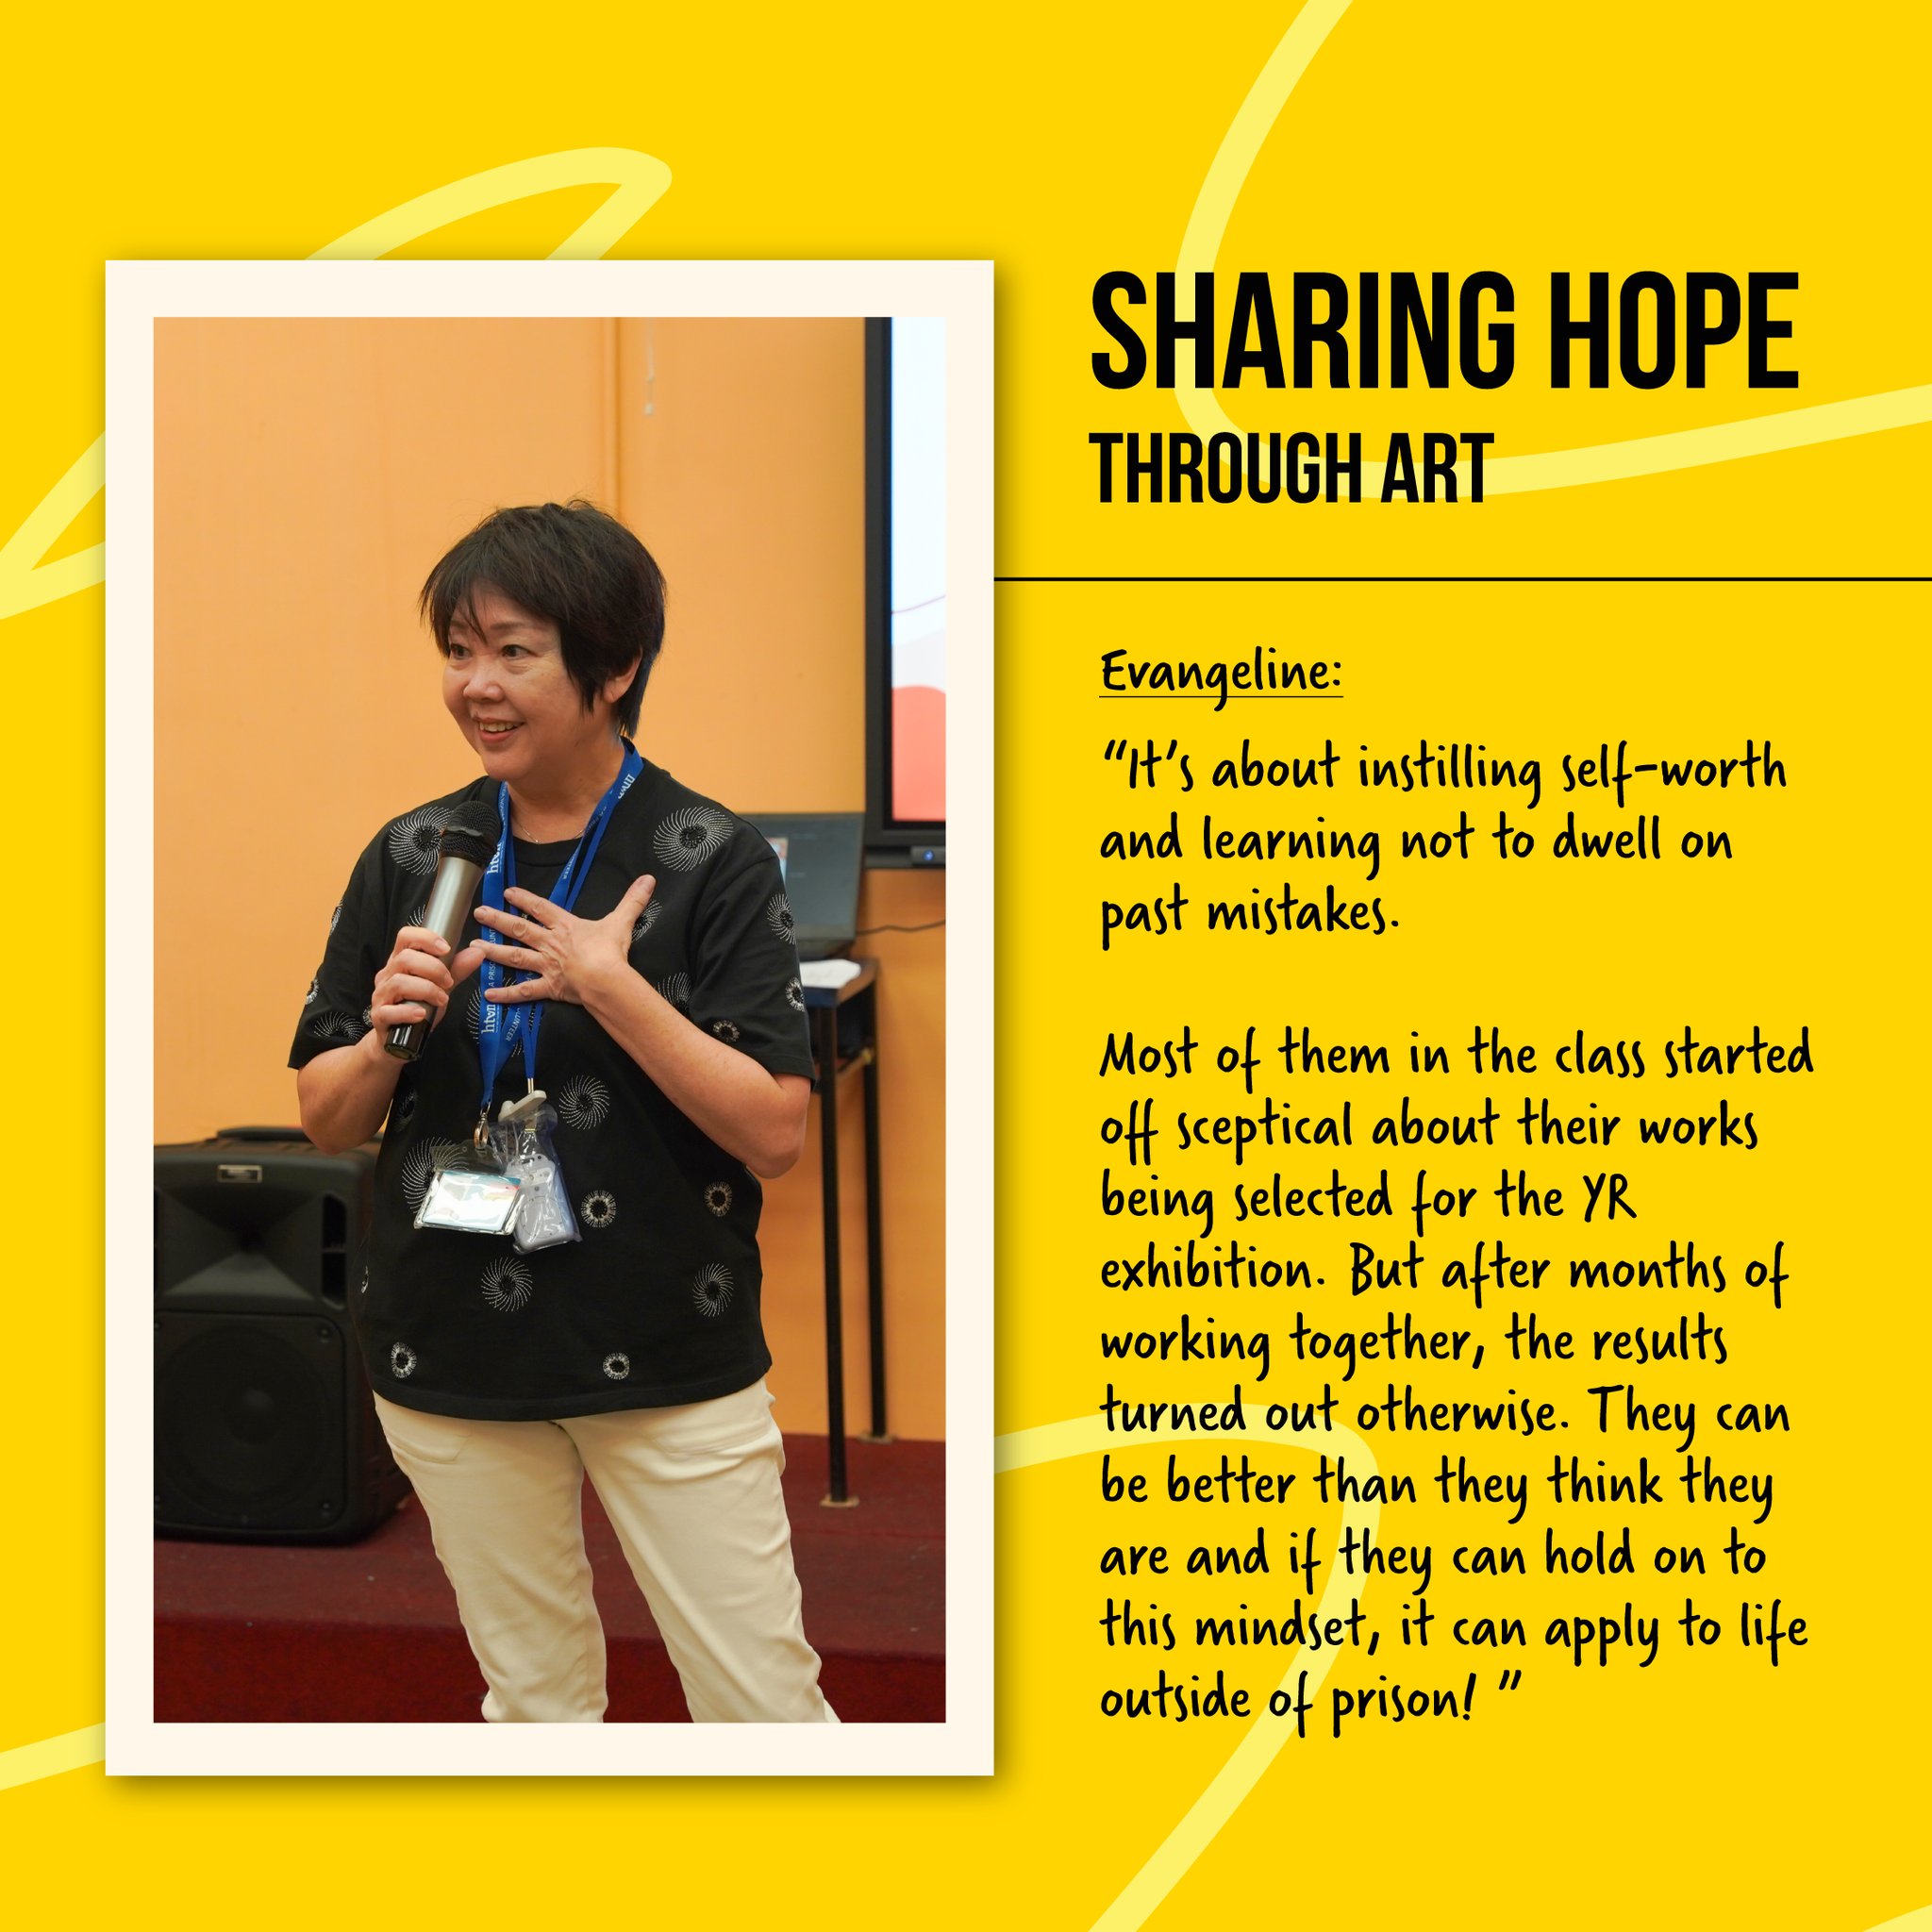 SHARING HOPE
THROUGH ART
Evangeline:
“It’s about instilling self-worth
and learning not to dwell on
past mistakes.
Most of them in the class started
off sceptical about their works
being selected for the YR
exhibition. But after months of
working together, the results
turned out otherwise. They can
be better than they think they
are and if they can hold on to
this mindset, it can apply to life
outside of prison! ”